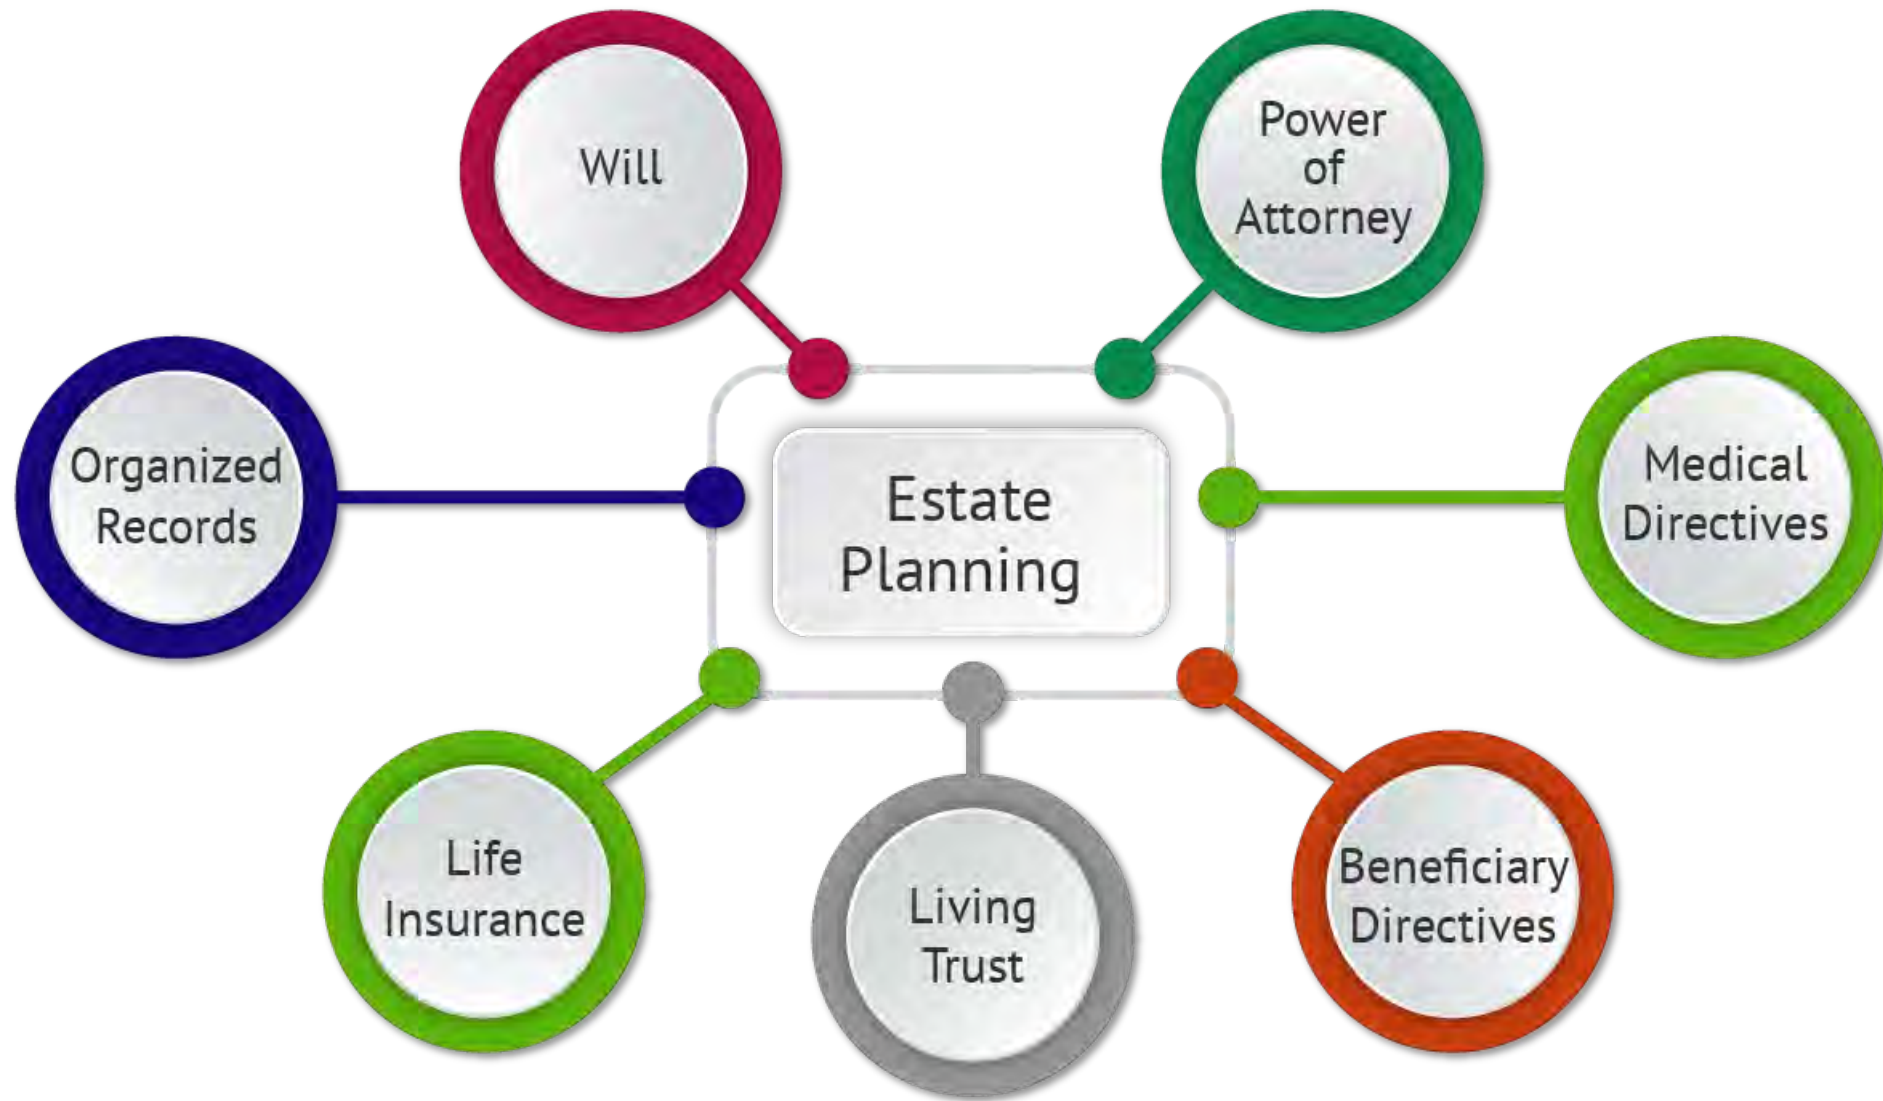 Will
Power
of
Attorney
Organized
Records
Estate
Planning
Medical
Directives
Life
Insurance
Living
Trust
Beneficiary
Directives